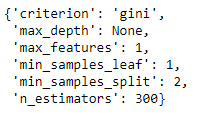 {'criterion': 'gini',
'max_depth': None,
'max_features': 1,
'min_samples_leaf': 1,
'min_samples_split': 2,
'n_estimators': 300}